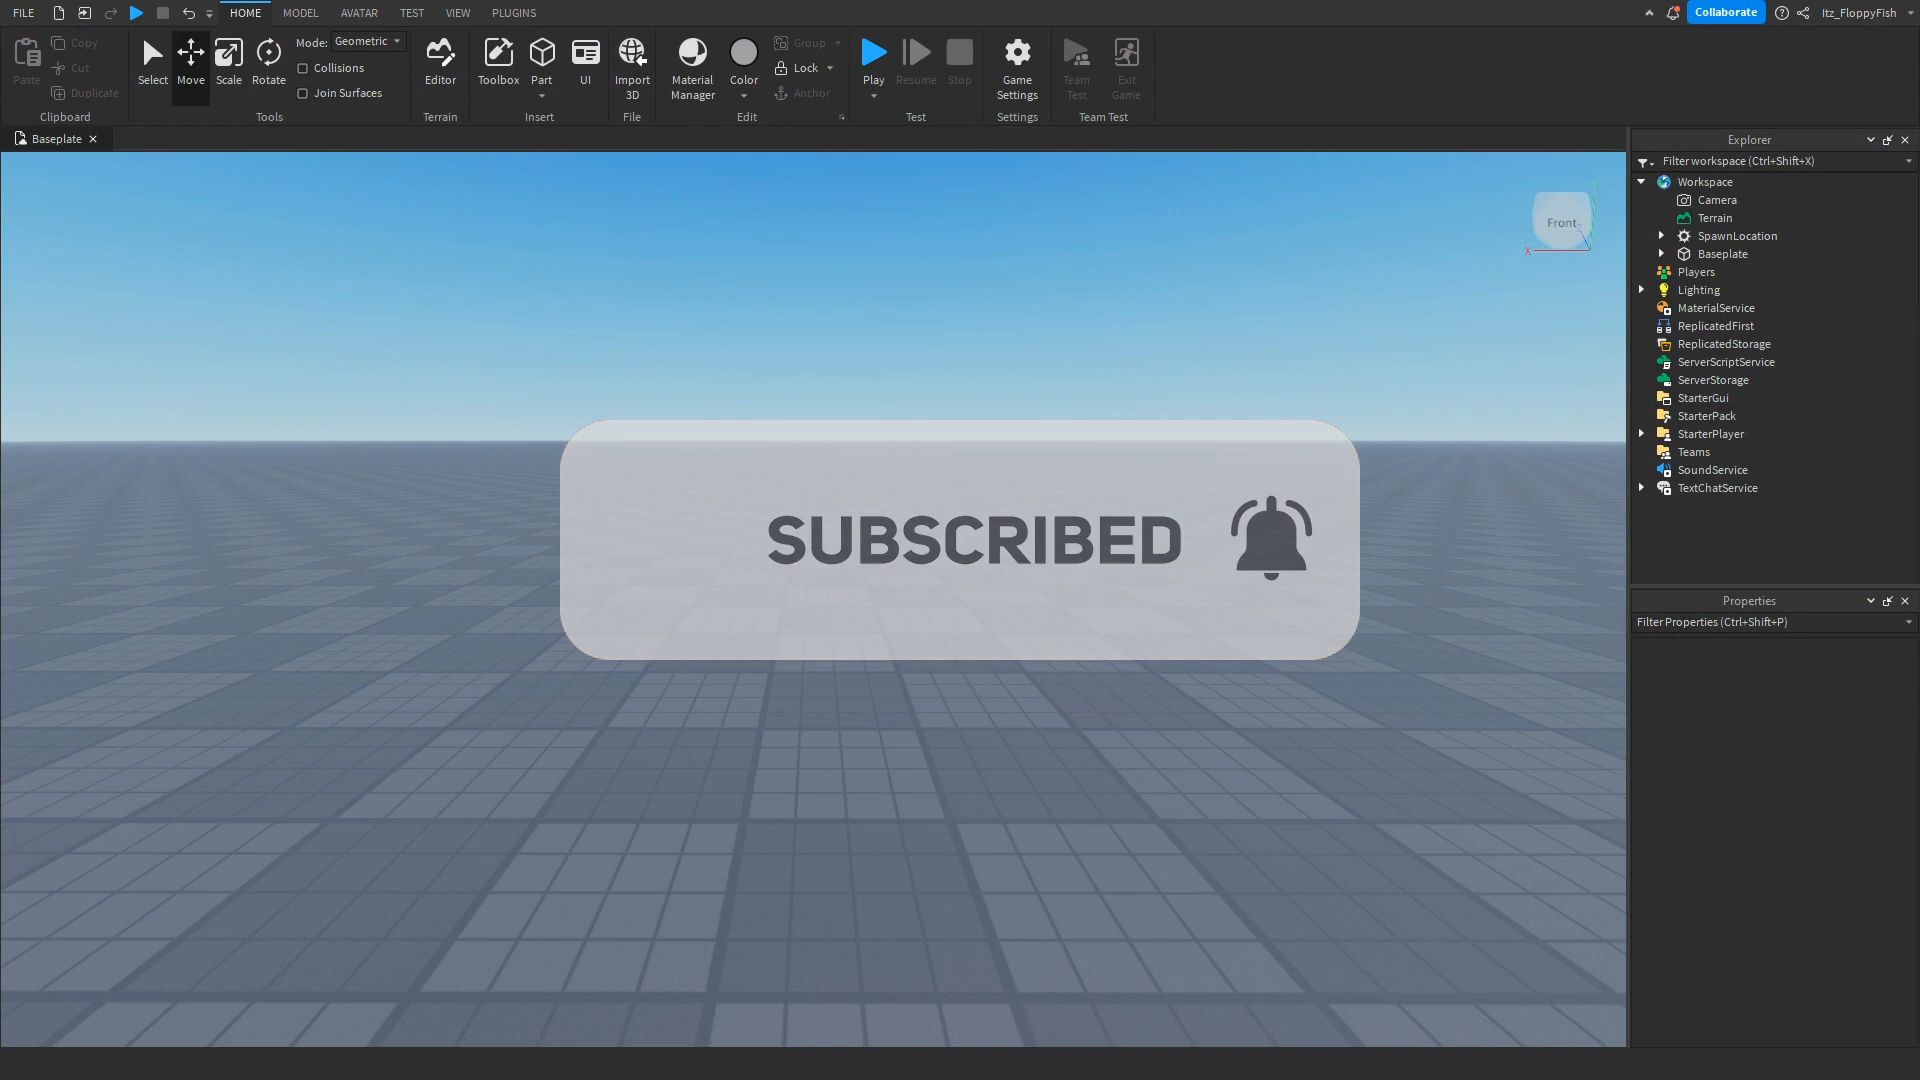 FILE HOME MODEL AVATAR TEST VIEW PLUGINS Collaborate Itz_FloppyFish
Paste Copy Cut Duplicate
Clipboard
Select Move Scale Rotate Mode: Geometric
Collisions
Join Surfaces
Tools
Editor
Terrain
Toolbox Part UI
Insert
Import
3D
File
Material
Manager
Color
Group
Lock
Anchor
Edit
Play Resume Stop
Test
Game
Settings
Settings
Team
Test
Exit
Game
Team Test
Baseplate
Front
X
SUBSCRIBED
Explorer
Filter workspace (Ctrl+Shift+X)
Workspace
Camera
Terrain
SpawnLocation
Baseplate
Players
Lighting
MaterialService
ReplicatedFirst
ReplicatedStorage
ServerScriptService
ServerStorage
StarterGui
StarterPack
StarterPlayer
Teams
SoundService
TextChatService
Properties
Filter Properties (Ctrl+Shift+P)